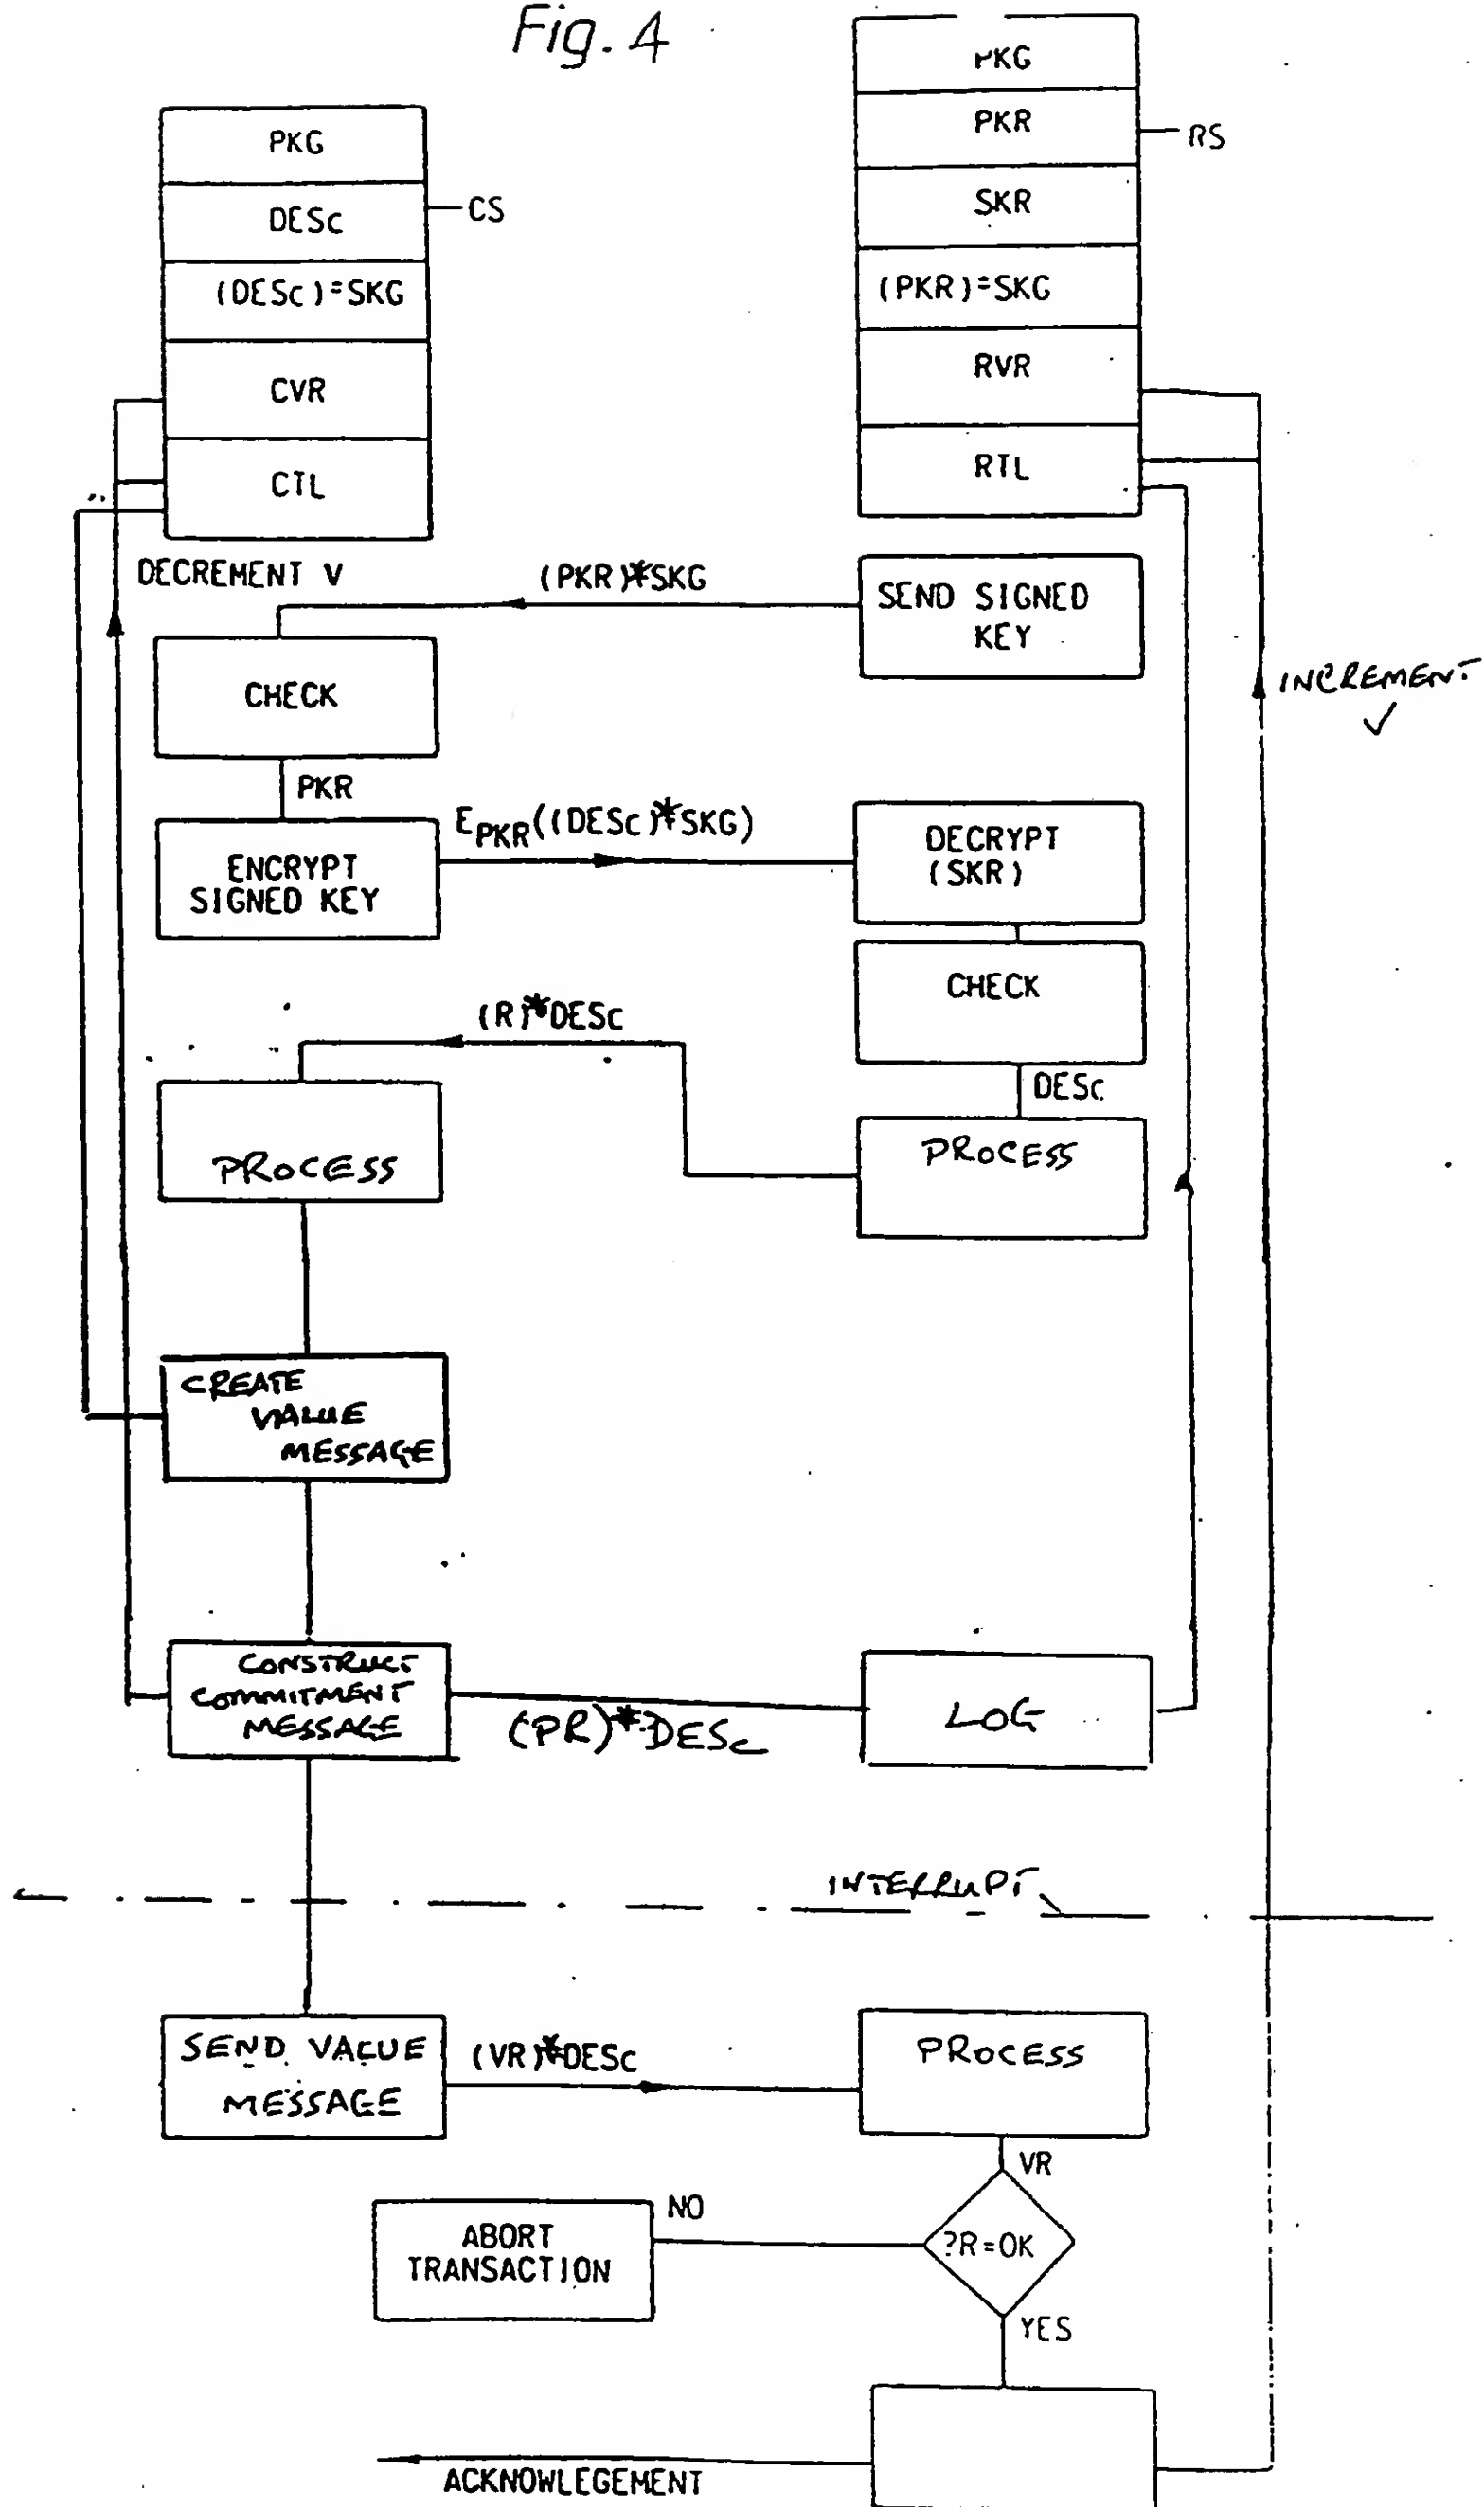 Fig. 4
PKG
DESc
CS
(DESc)=SKG
CVR
CTL
PKG
PKR
RS
SKR
(PKR)=SKG
RVR
RTL
DECREMENT V
(PKR)*SKG
SEND SIGNED
KEY
CHECK
INCREMENT
V
PKR
ENCRYPT
SIGNED KEY
EPKR((DESc)*SKG)
DECRYPT
(SKR)
CHECK
(R)*DESc
DESc
PROCESS
PROCESS
CREATE
VALUE
MESSAGE
CONSTRUCT
COMMITMENT
MESSAGE
(PR)*DESc
LOG
INTERRUPT
SEND VALUE
MESSAGE
(VR)*DESc
PROCESS
VR
NO
ABORT
TRANSACTION
?R=OK
YES
ACKNOWLEGEMENT